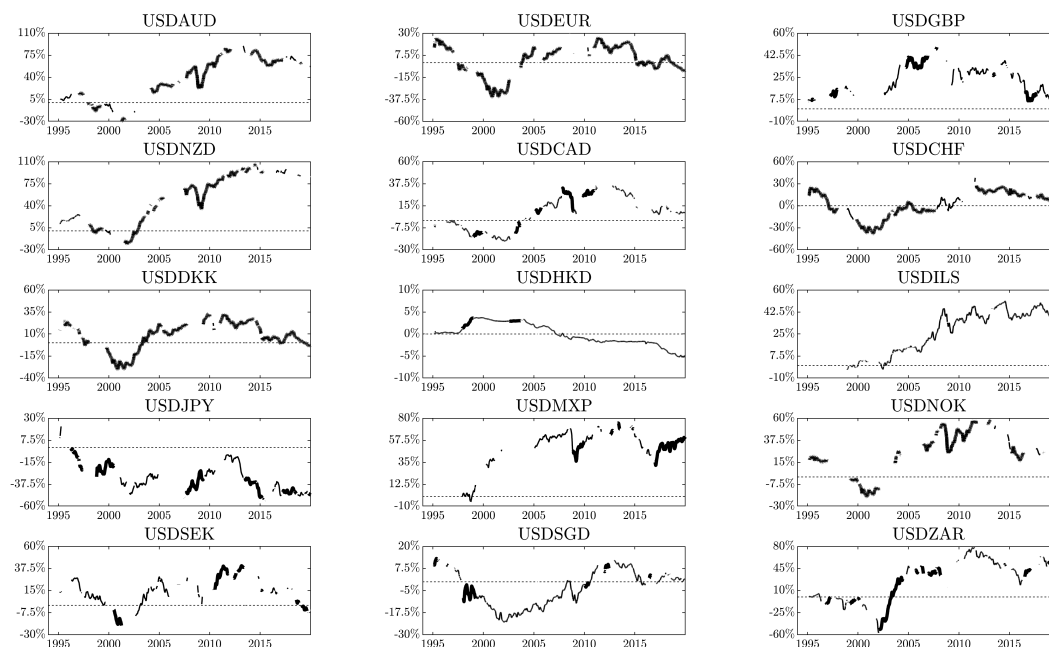 USDAUD USDEUR USDGBP
110% 30% 62.5%
75% 7.5% 42.5%
40% -15% 25%
5% -37.5% 7.5%
-30% -60% -10%
1995 2000 2005 2010 2015 1995 2000 2005 2010 2015 1995 2000 2005 2010 2015
USDNZD USDCAD USDCHF
110% 60% 60%
75% 37.5% 30%
40% 15% 0%
5% -7.5% -30%
-30% -30% -60%
1995 2000 2005 2010 2015 1995 2000 2005 2010 2015 1995 2000 2005 2010 2015
USDDKK USDHKD USDILS
60% 10% 60%
35% 5% 42.5%
10% 0% 25%
-15% -5% 7.5%
-40% -10% -10%
1995 2000 2005 2010 2015 1995 2000 2005 2010 2015 1995 2000 2005 2010 2015
USDJPY USDMXP USDNOK
30% 80% 60%
7.5% 57.5% 37.5%
-15% 35% 15%
-37.5% 12.5% -7.5%
-60% -10% -30%
1995 2000 2005 2010 2015 1995 2000 2005 2010 2015 1995 2000 2005 2010 2015
USDSEK USDSGD USDZAR
60% 20% 80%
37.5% 7.5% 45%
15% -5% 10%
-7.5% -17.5% -25%
-30% -30% -60%
1995 2000 2005 2010 2015 1995 2000 2005 2010 2015 1995 2000 2005 2010 2015